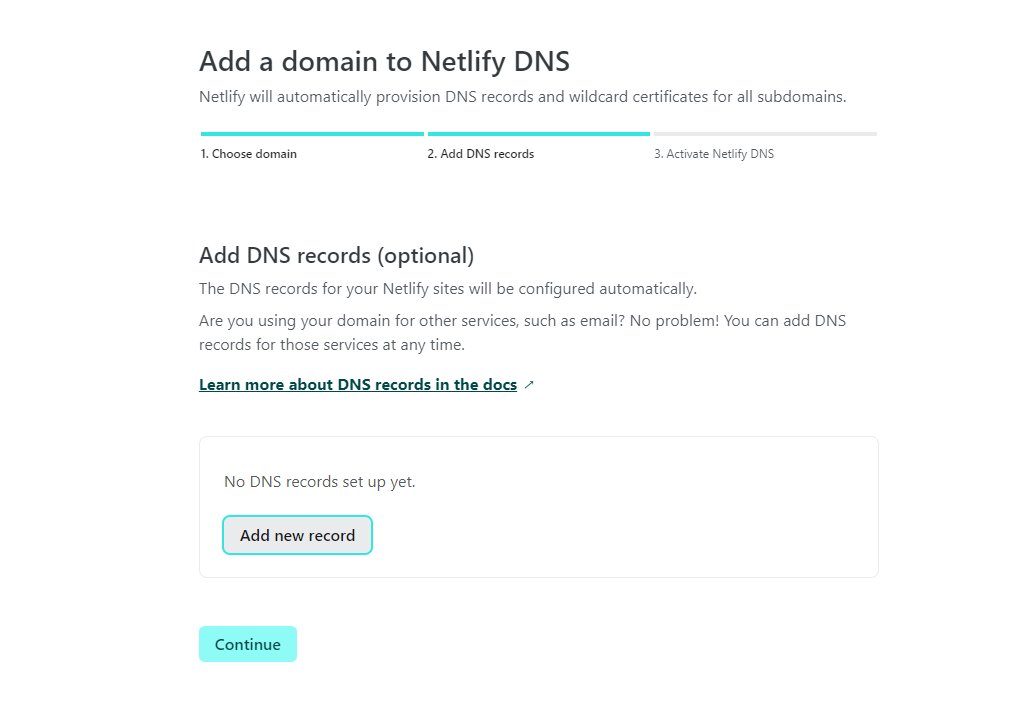 Add a domain to Netlify DNS
Netlify will automatically provision DNS records and wildcard certificates for all subdomains.
1. Choose domain
2. Add DNS records
3. Activate Netlify DNS
Add DNS records (optional)
The DNS records for your Netlify sites will be configured automatically.
Are you using your domain for other services, such as email? No problem! You can add DNS
records for those services at any time.
Learn more about DNS records in the docs ↗
No DNS records set up yet.
Add new record
Continue